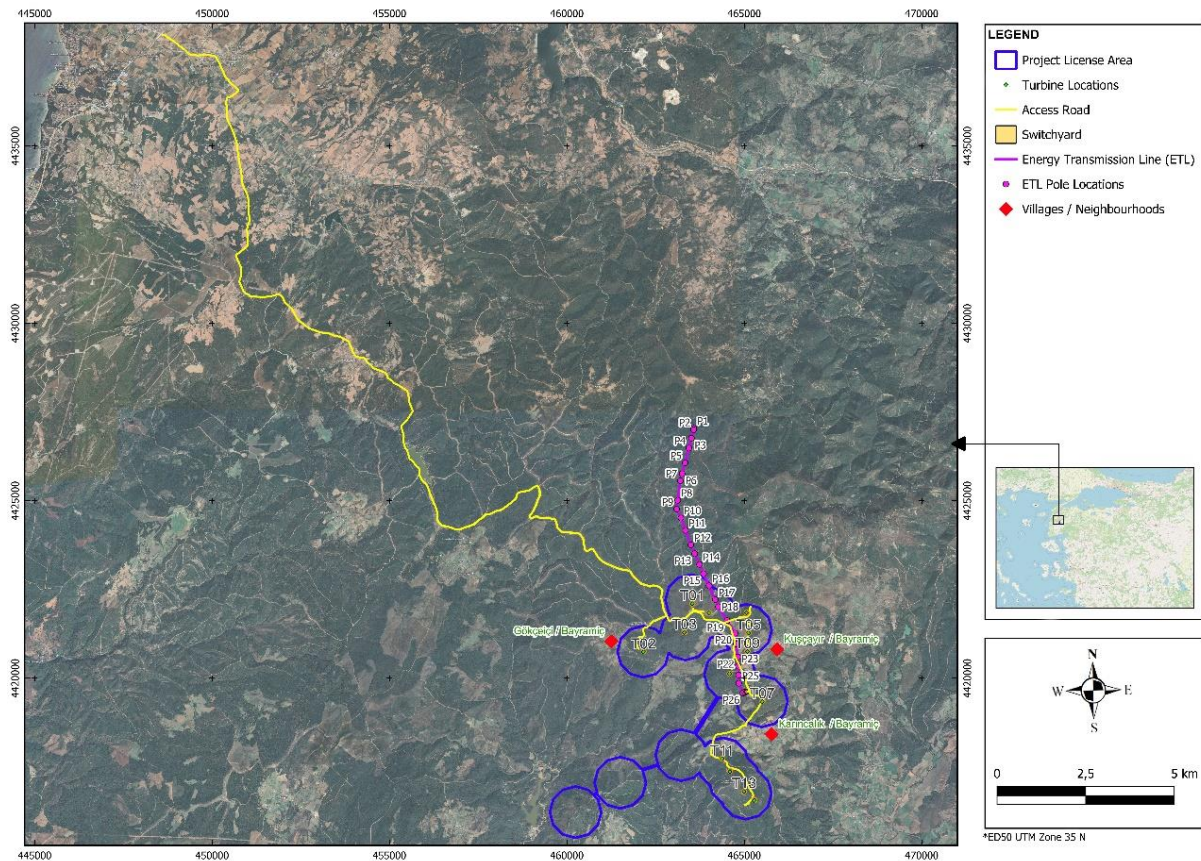 445000
450000
455000
460000
465000
470000
LEGEND
Project License Area
Turbine Locations
Access Road
Switchyard
Energy Transmission Line (ETL)
ETL Pole Locations
Villages / Neighbourhoods
4435000
4435000
4430000
4430000
P2 P1
P4 P3
P5
P7 P6
P8
P9 P10
P11
P12
P13 P14
P15 P16
P17
P18
4425000
4425000
T01
T03
T02
T05
T09
P19
P20
P22 P23
P25
P26
T07
T11
T13
Gökçeiçi / Bayramiç
Kuşçayır / Bayramiç
Karıncalık / Bayramiç
4420000
4420000
N
W E
S
0 2,5 5 km
445000
450000
455000
460000
465000
470000
*ED50 UTM Zone 35 N